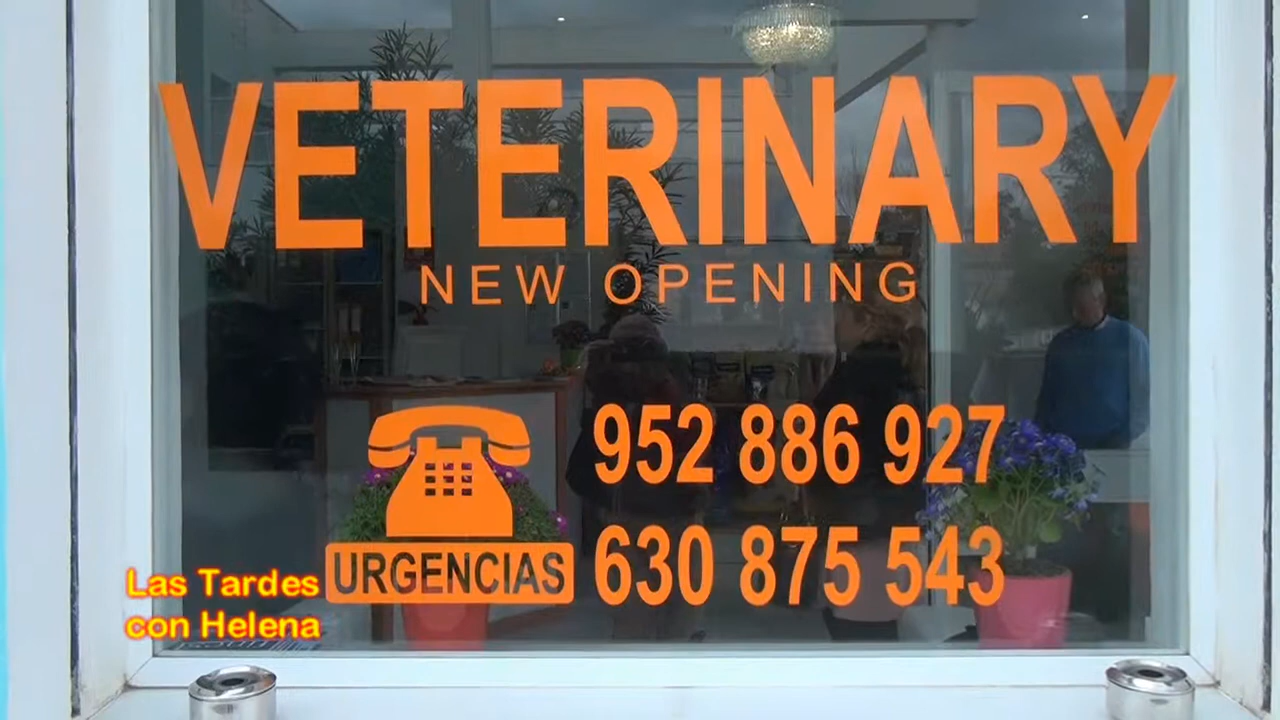 VETERINARY
NEW OPENING
952 886 927
URGENCIAS 630 875 543
Las Tardes
con Helena